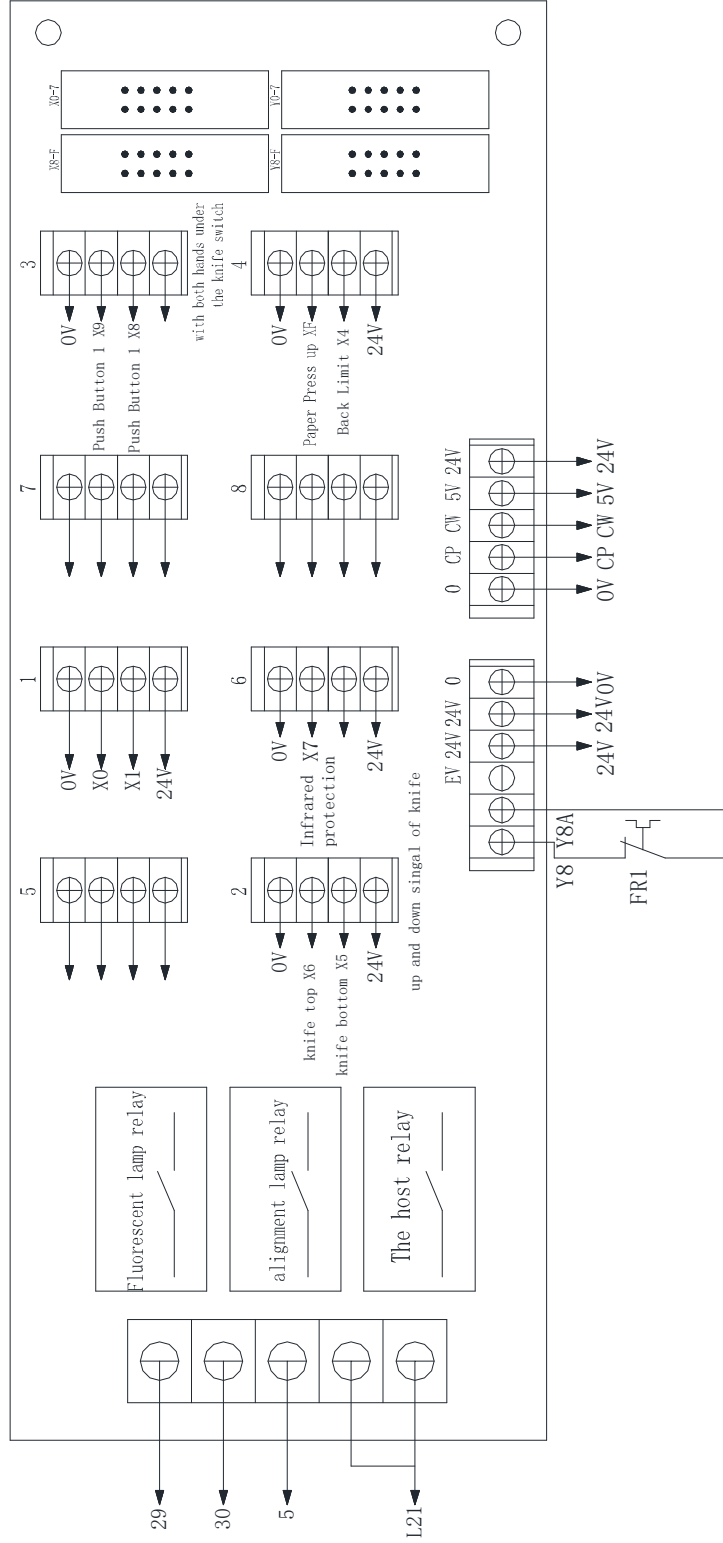 X0-7
Y0-7
X8-F
Y8-F
3
0V
Push Button 1 X9
Push Button 1 X8
with both hands under
the knife switch
4
0V
Paper Press up XF
Back Limit X4
24V
7
8
0 CP CW 5V 24V
0V CP CW 5V 24V
1
0V
X0
X1
24V
6
0V
Infrared X7
protection
24V
EV 24V 24V 0
24V 24V 0V
Y8 Y8A
FR1
5
2
0V
knife top X6
knife bottom X5
24V
up and down singal of knife
Fluorescent lamp relay
alignment lamp relay
The host relay
29
30
5
L21